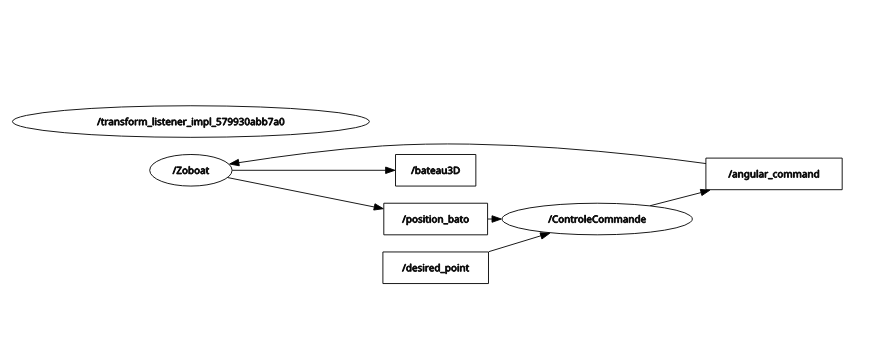 /transform_listener_impl_579930abb7a0
/Zoboat
/bateau3D
/angular_command
/position_bato
/ControleCommande
/desired_point